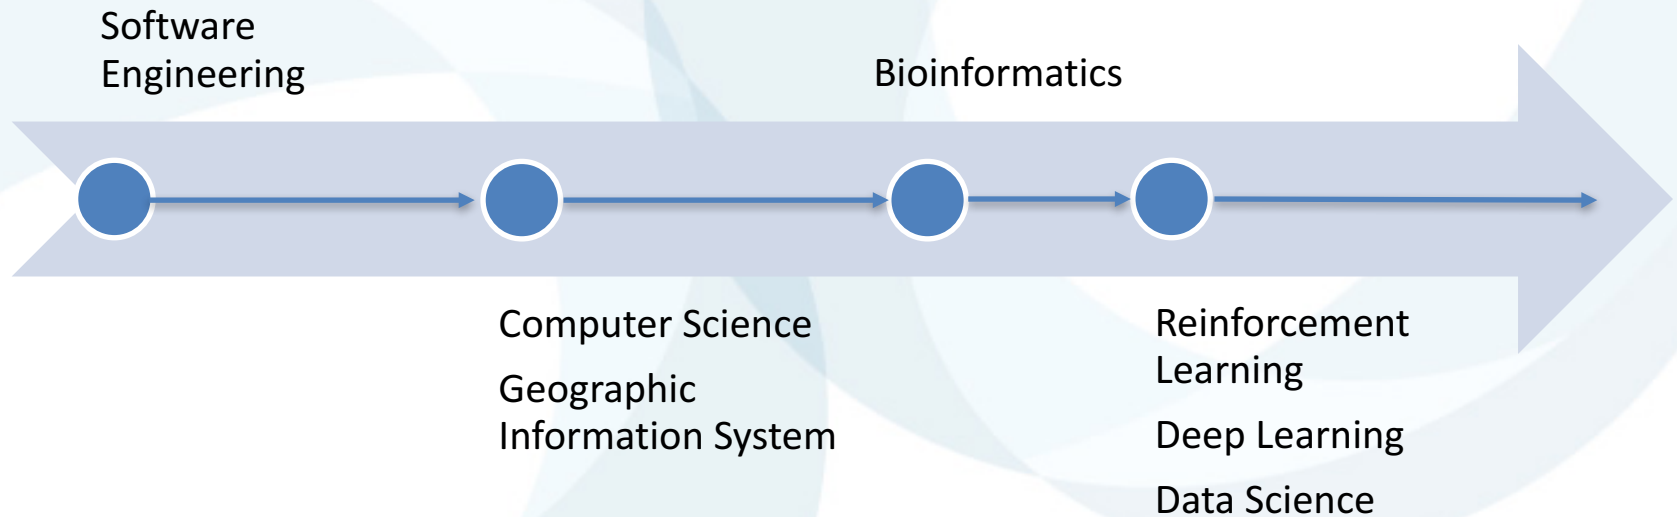 Software
Engineering
Bioinformatics
Computer Science
Geographic
Information System
Reinforcement
Learning
Deep Learning
Data Science